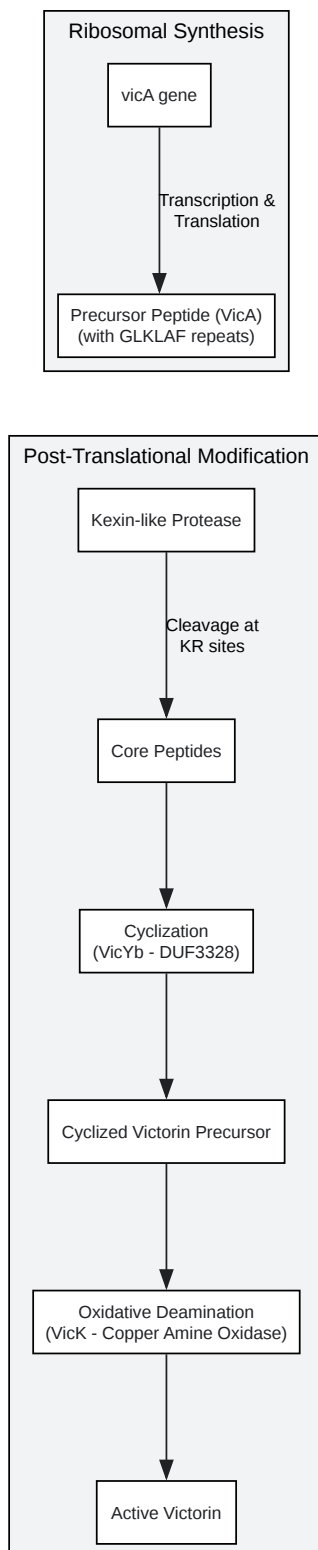 Ribosomal Synthesis
vicA gene
Transcription &
Translation
Precursor Peptide (VicA)
(with GLKLAF repeats)
Post-Translational Modification
Kexin-like Protease
Cleavage at
KR sites
Core Peptides
Cyclization
(VicYb - DUF3328)
Cyclized Victorin Precursor
Oxidative Deamination
(VicK - Copper Amine Oxidase)
Active Victorin